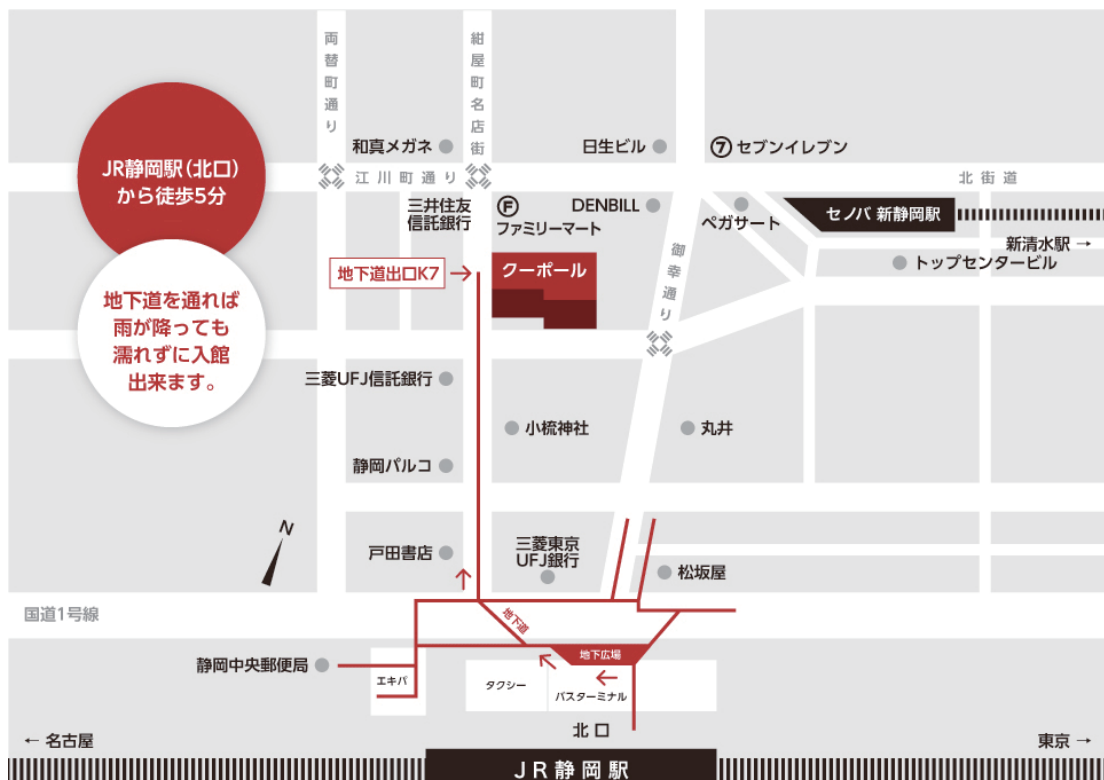 両替町通り
紺屋町名店街
JR静岡駅(北口)
から徒歩5分
和真メガネ
日生ビル
⑦セブンイレブン
江川町通り
北街道
三井住友
信託銀行
Ⓕ
ファミリーマート
DENBILL
ペガサート
セノバ 新静岡駅
新清水駅→
御幸通り
地下道出口K7
→
クーポール
トップセンタービル
地下道を通れば
雨が降っても
濡れずに入館
出来ます。
三菱UFJ信託銀行
小梳神社
丸井
静岡パルコ
N
戸田書店
三菱東京
UFJ銀行
松坂屋
国道1号線
地下道
地下広場
静岡中央郵便局
エキパ
タクシー
バスターミナル
北口
← 名古屋
東京 →
JR静岡駅